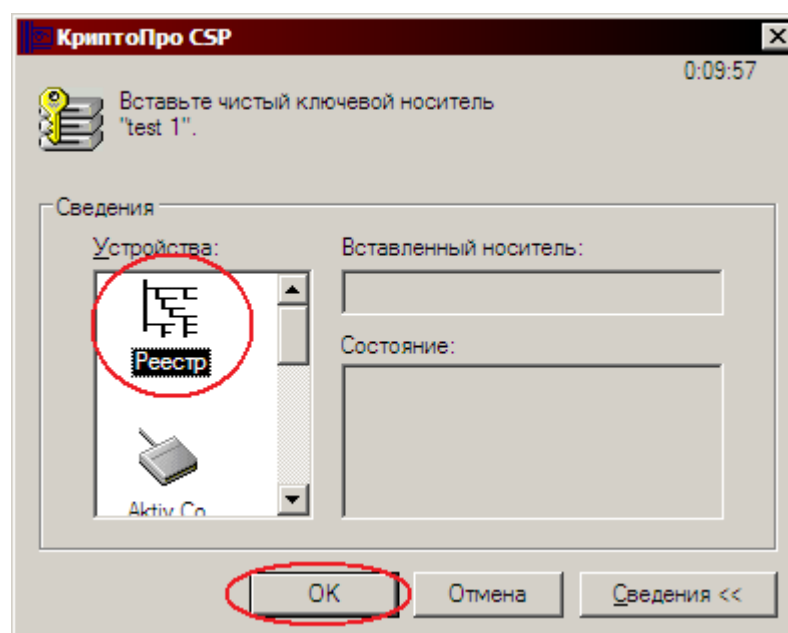 КриптоПро CSP
0:09:57
Вставьте чистый ключевой носитель
"test 1".
Сведения
Устройства:
Вставленный носитель:
Реестр
Состояние:
Aktiv Co
ОК
Отмена
Сведения <<